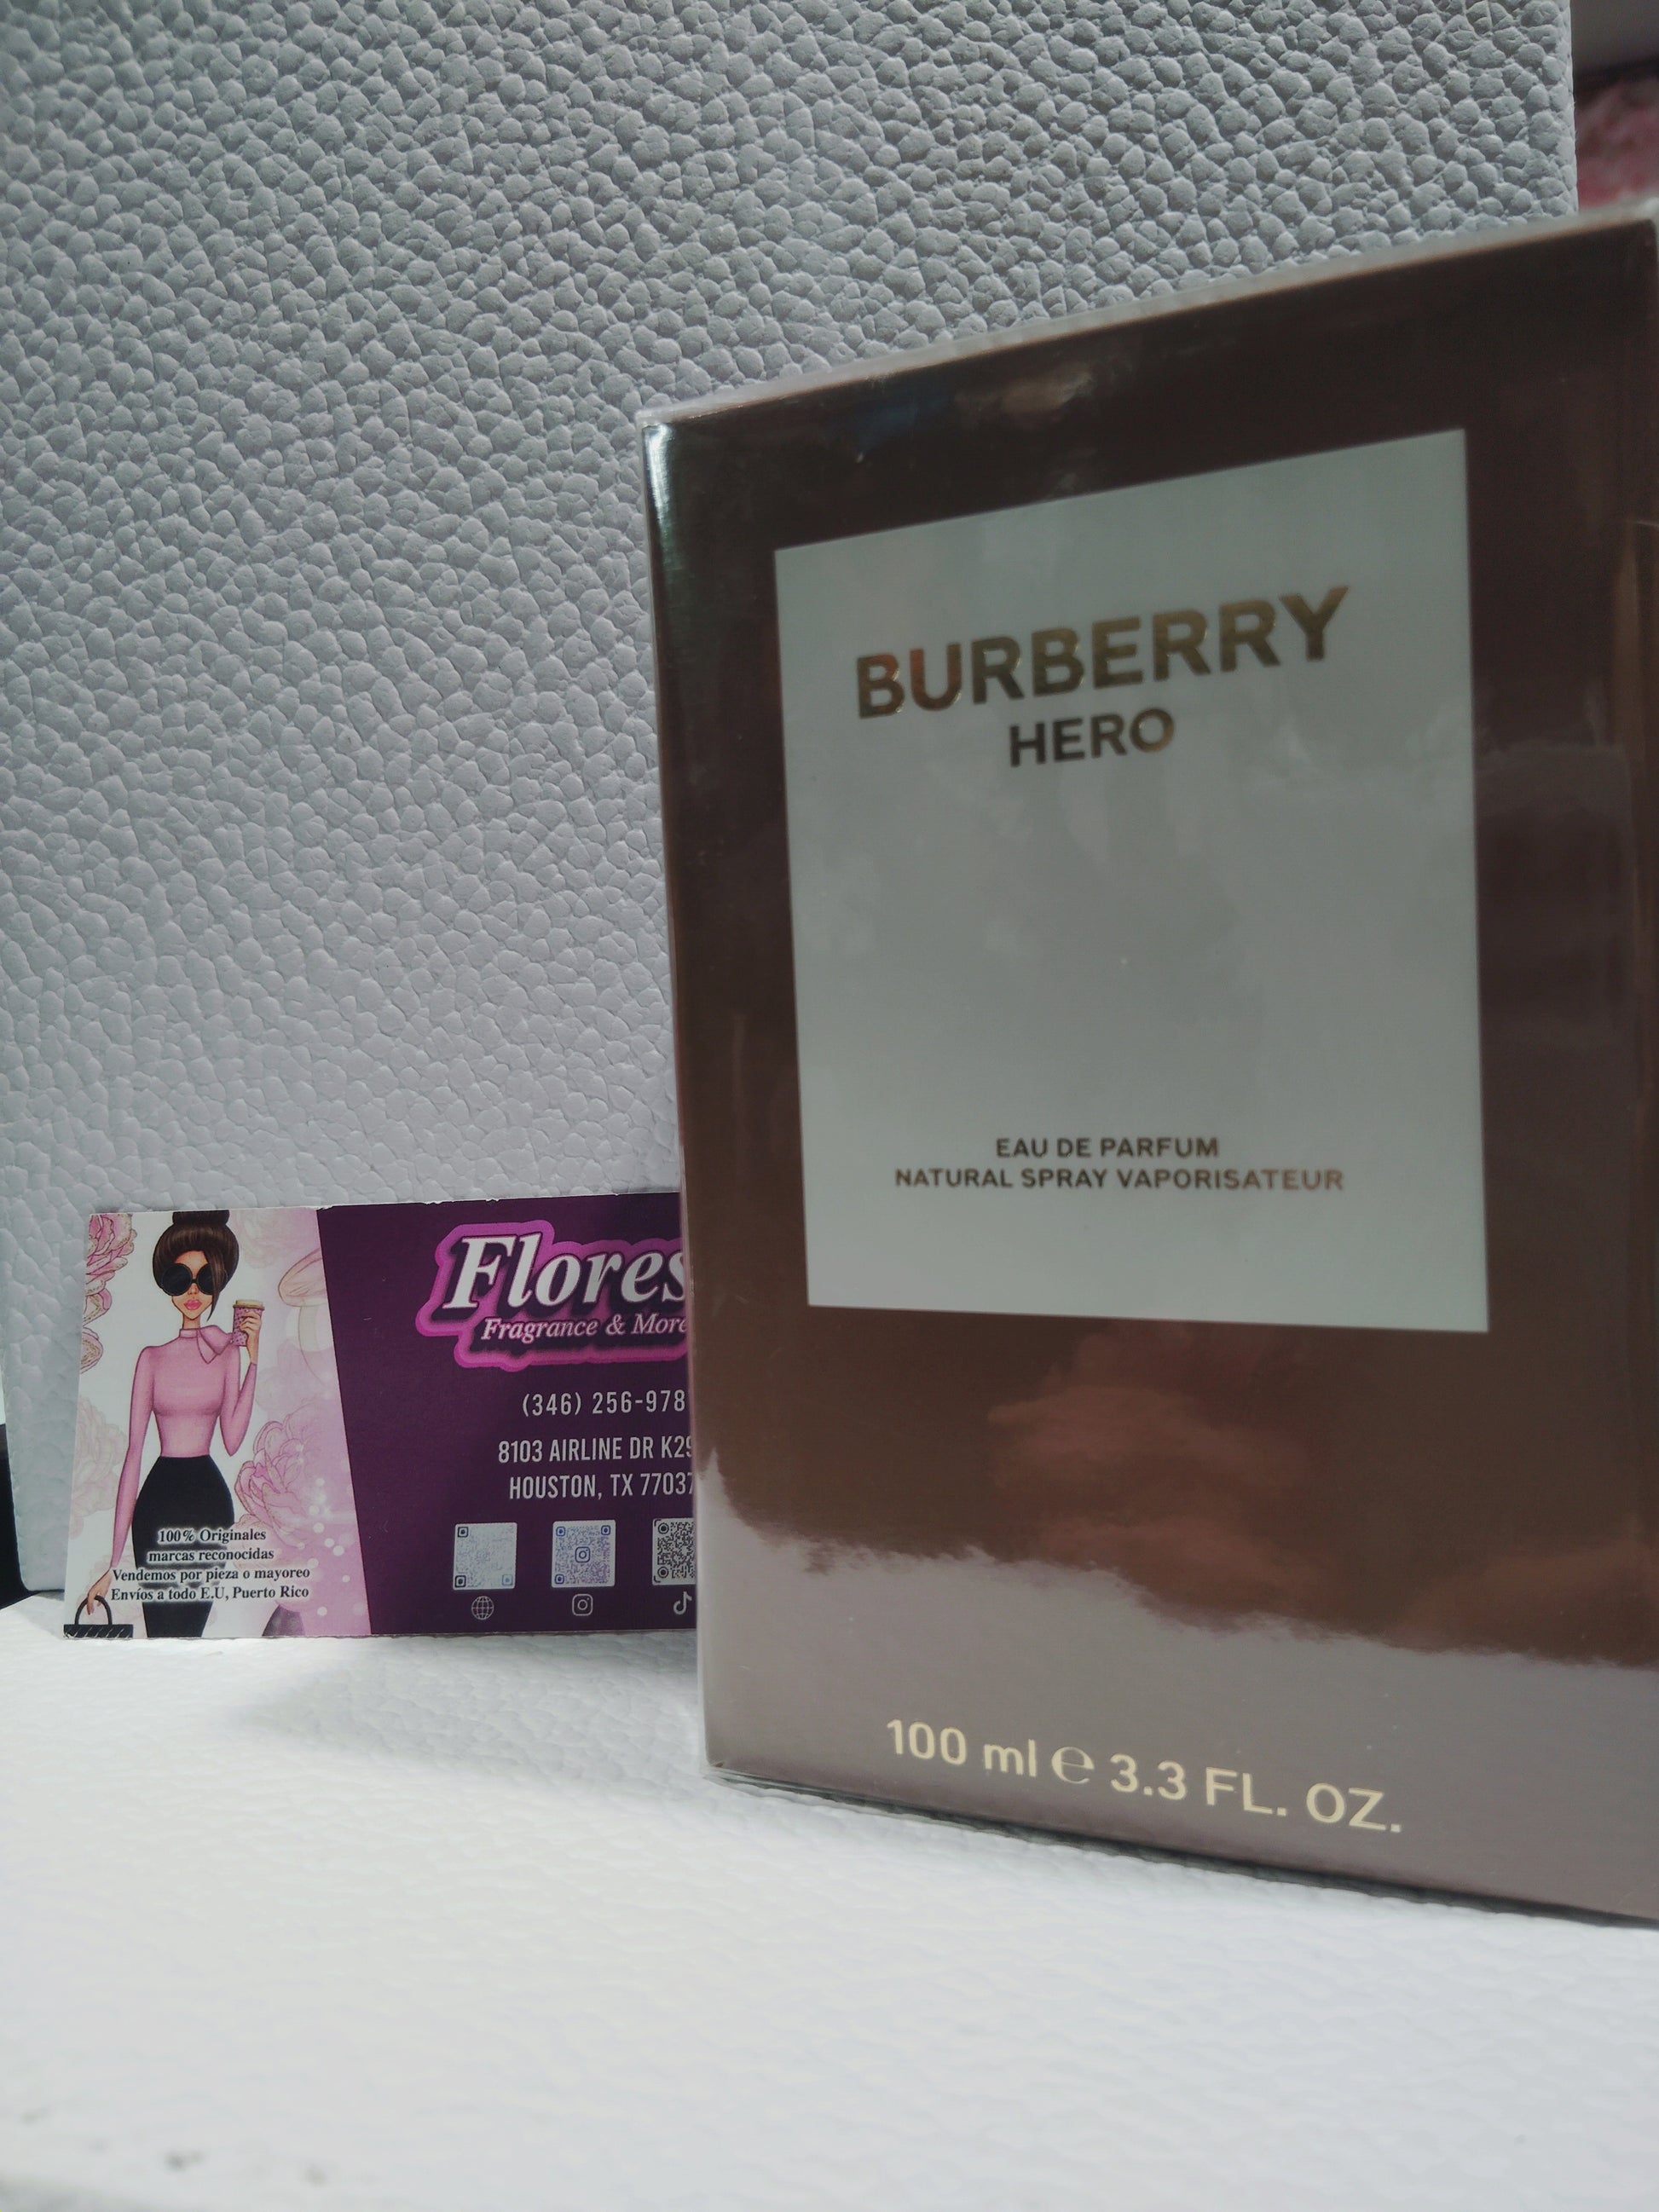 BURBERRY
HERO
EAU DE PARFUM
NATURAL SPRAY VAPORISATEUR
100 ml e 3.3 FL. OZ.
Flores
Fragrance & More
(346) 256-978
8103 AIRLINE DR K29
HOUSTON, TX 77037
100% Originales
marcas reconocidas
Vendemos por pieza o mayoreo
Envíos a todo E.U, Puerto Rico